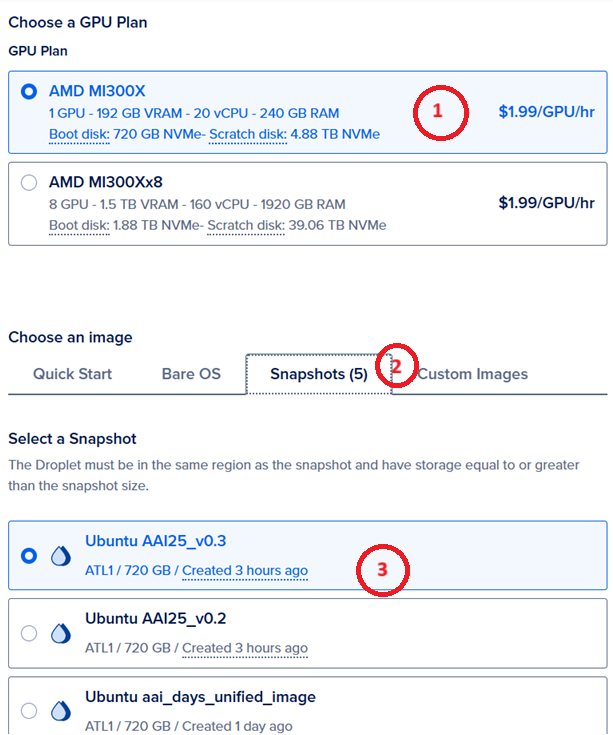 Choose a GPU Plan
GPU Plan
AMD MI300X
1 GPU - 192 GB VRAM - 20 vCPU - 240 GB RAM
Boot disk: 720 GB NVMe- Scratch disk: 4.88 TB NVMe
1
$1.99/GPU/hr
AMD MI300Xx8
8 GPU - 1.5 TB VRAM - 160 vCPU - 1920 GB RAM
Boot disk: 1.88 TB NVMe- Scratch disk: 39.06 TB NVMe
$1.99/GPU/hr
Choose an image
Quick Start Bare OS Snapshots (5) 2 Custom Images
Select a Snapshot
The Droplet must be in the same region as the snapshot and have storage equal to or greater
than the snapshot size.
Ubuntu AAI25_v0.3
ATL1 / 720 GB / Created 3 hours ago
3
Ubuntu AAI25_v0.2
ATL1 / 720 GB / Created 3 hours ago
Ubuntu aai_days_unified_image
ATL1 / 720 GB / Created 1 day ago